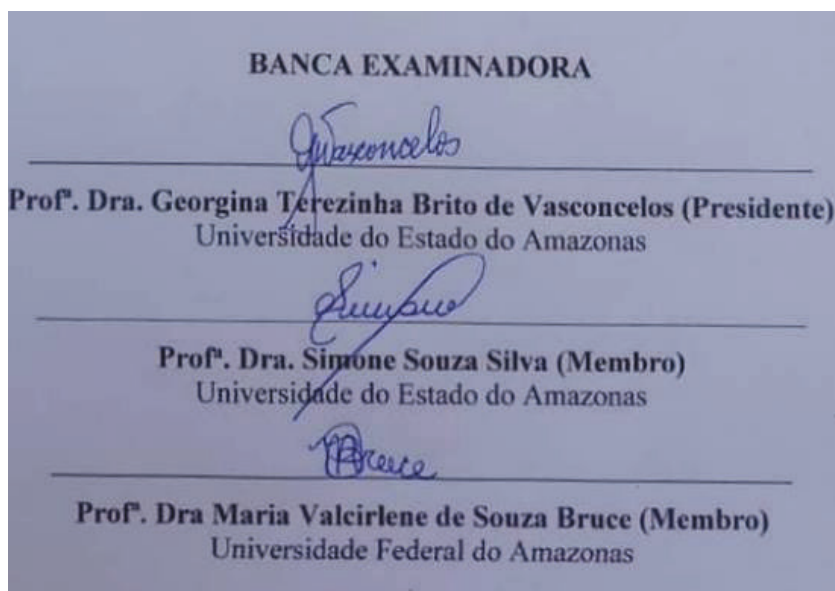 BANCA EXAMINADORA
GVasconcelos
Profª. Dra. Georgina Terezinha Brito de Vasconcelos (Presidente)
Universidade do Estado do Amazonas
Profª. Dra. Simone Souza Silva (Membro)
Universidade do Estado do Amazonas
Bruce
Profª. Dra Maria Valcirlene de Souza Bruce (Membro)
Universidade Federal do Amazonas